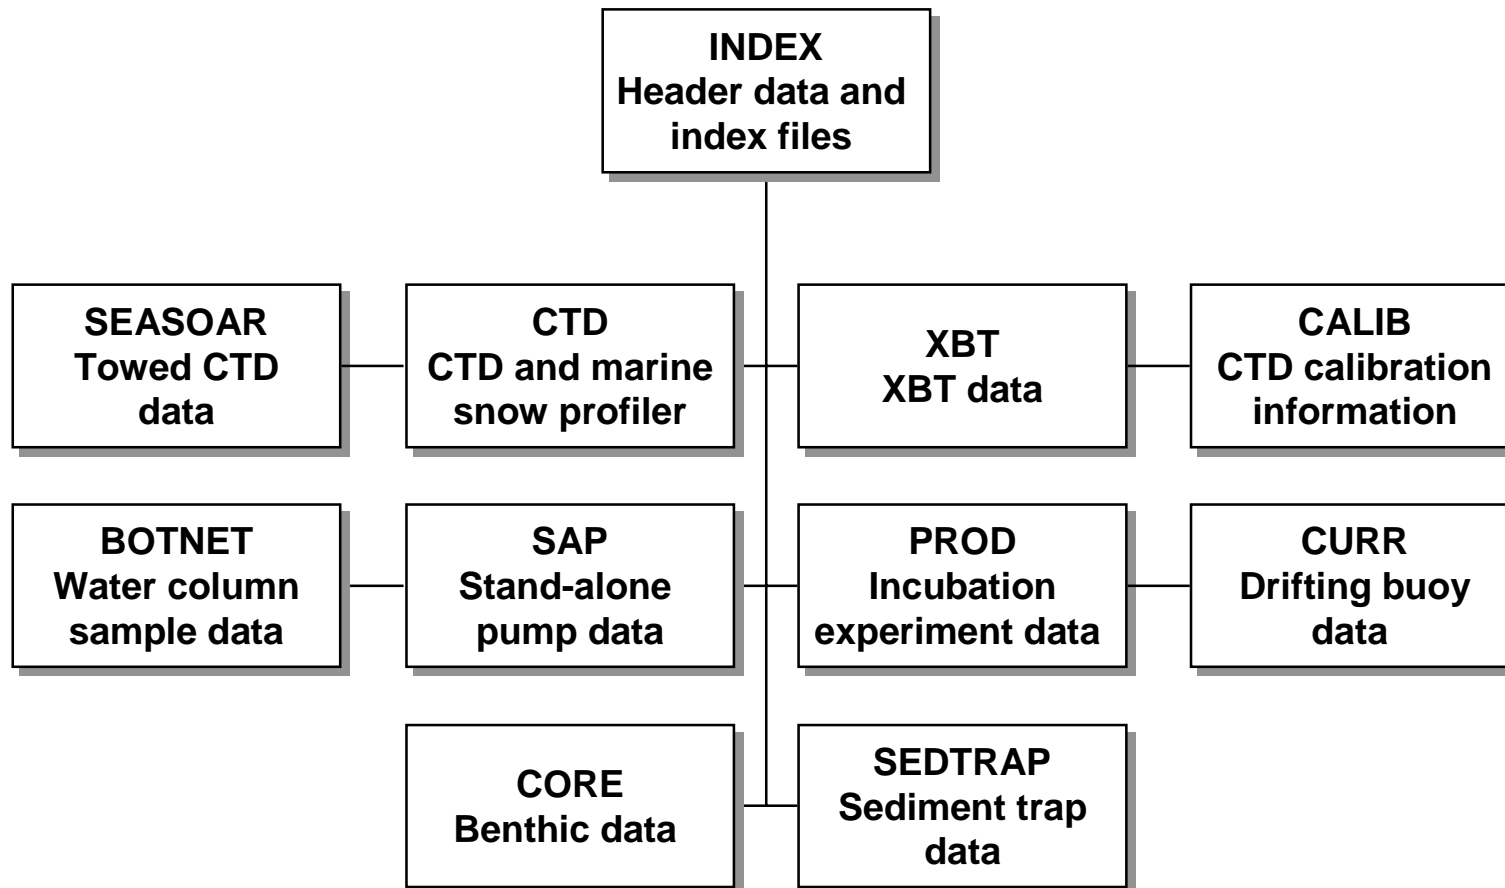 INDEX
Header data and
index files
SEASOAR
Towed CTD
data
CTD
CTD and marine
snow profiler
XBT
XBT data
CALIB
CTD calibration
information
BOTNET
Water column
sample data
SAP
Stand-alone
pump data
PROD
Incubation
experiment data
CURR
Drifting buoy
data
CORE
Benthic data
SEDTRAP
Sediment trap
data